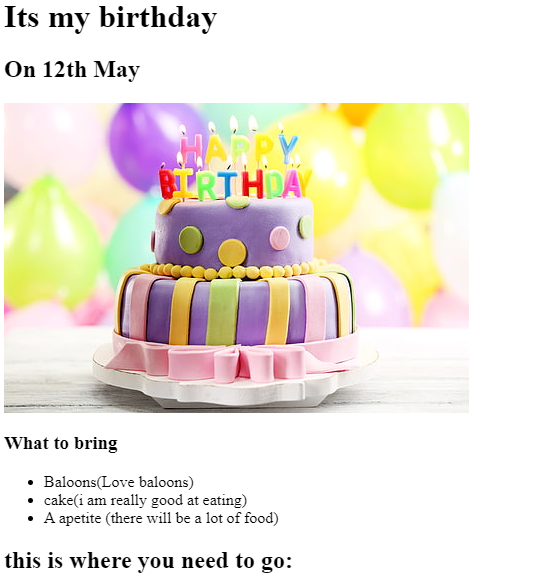 Its my birthday
On 12th May
HAPPY
BIRTHDAY
What to bring
Baloons(Love baloons)
cake(i am really good at eating)
A apetite (there will be a lot of food)
this is where you need to go: